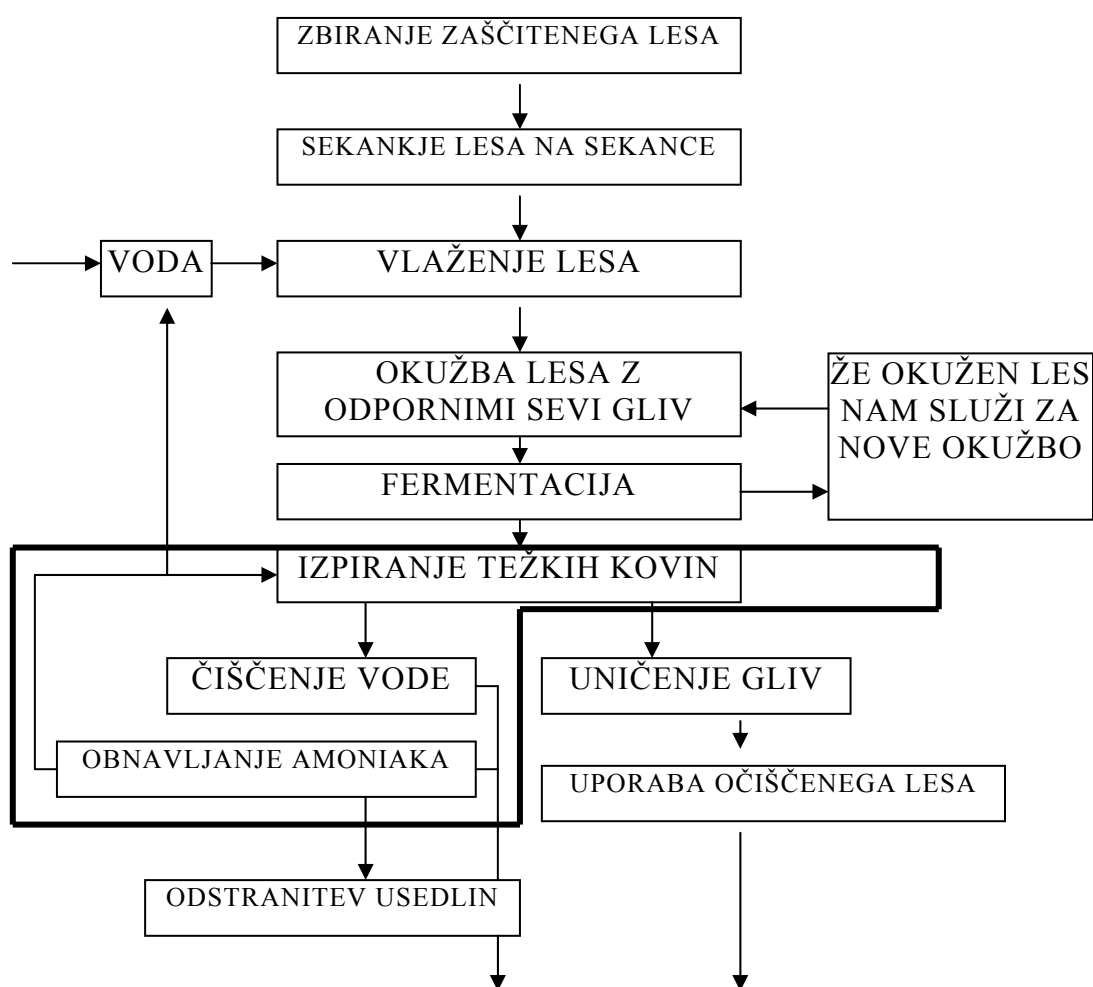 ZBIRANJE ZAŠČITENEGA LESA
SEKANKJE LESA NA SEKANCE
VODA
VLAŽENJE LESA
OKUŽBA LESA Z
ODPORNIMI SEVI GLIV
ŽE OKUŽEN LES
NAM SLUŽI ZA
NOVE OKUŽBO
FERMENTACIJA
IZPIRANJE TEŽKIH KOVIN
ČIŠČENJE VODE
UNIČENJE GLIV
OBNAVLJANJE AMONIAKA
UPORABA OČIŠČENEGA LESA
ODSTRANITEV USEDLIN